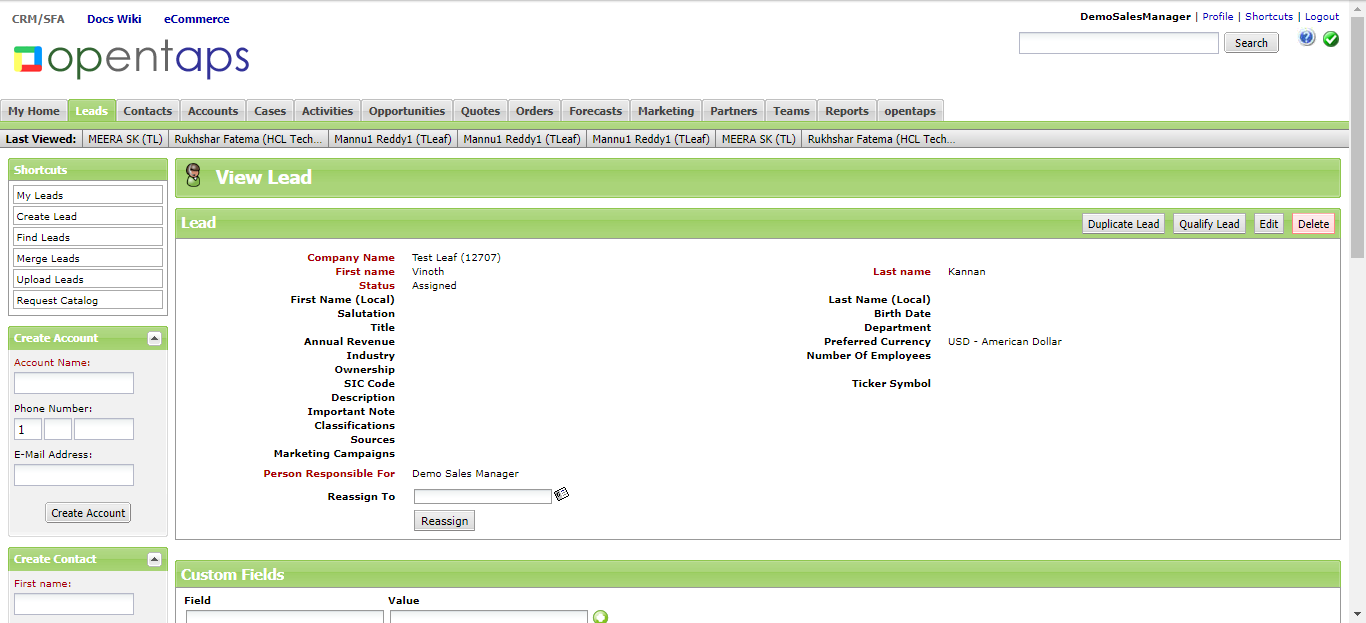 CRM/SFA Docs Wiki eCommerce
DemoSalesManager | Profile | Shortcuts | Logout
opentaps
Search
My Home Leads Contacts Accounts Cases Activities Opportunities Quotes Orders Forecasts Marketing Partners Teams Reports opentaps
Last Viewed: MEERA SK (TL) Rukhshar Fatema (HCL Tech... Mannu1 Reddy1 (TLeaf) Mannu1 Reddy1 (TLeaf) Mannu1 Reddy1 (TLeaf) MEERA SK (TL) Rukhshar Fatema (HCL Tech...
Shortcuts
My Leads
Create Lead
Find Leads
Merge Leads
Upload Leads
Request Catalog
Create Account
Account Name:
Phone Number:
1
E-Mail Address:
Create Account
Create Contact
First name:
View Lead
Lead
Duplicate Lead Qualify Lead Edit Delete
Company Name Test Leaf (12707)
First name Vinoth Last name Kannan
Status Assigned
First Name (Local) Last Name (Local)
Salutation Birth Date
Title Department
Annual Revenue Preferred Currency USD - American Dollar
Industry Number Of Employees
Ownership
SIC Code Ticker Symbol
Description
Important Note
Classifications
Sources
Marketing Campaigns
Person Responsible For Demo Sales Manager
Reassign To
Reassign
Custom Fields
Field Value